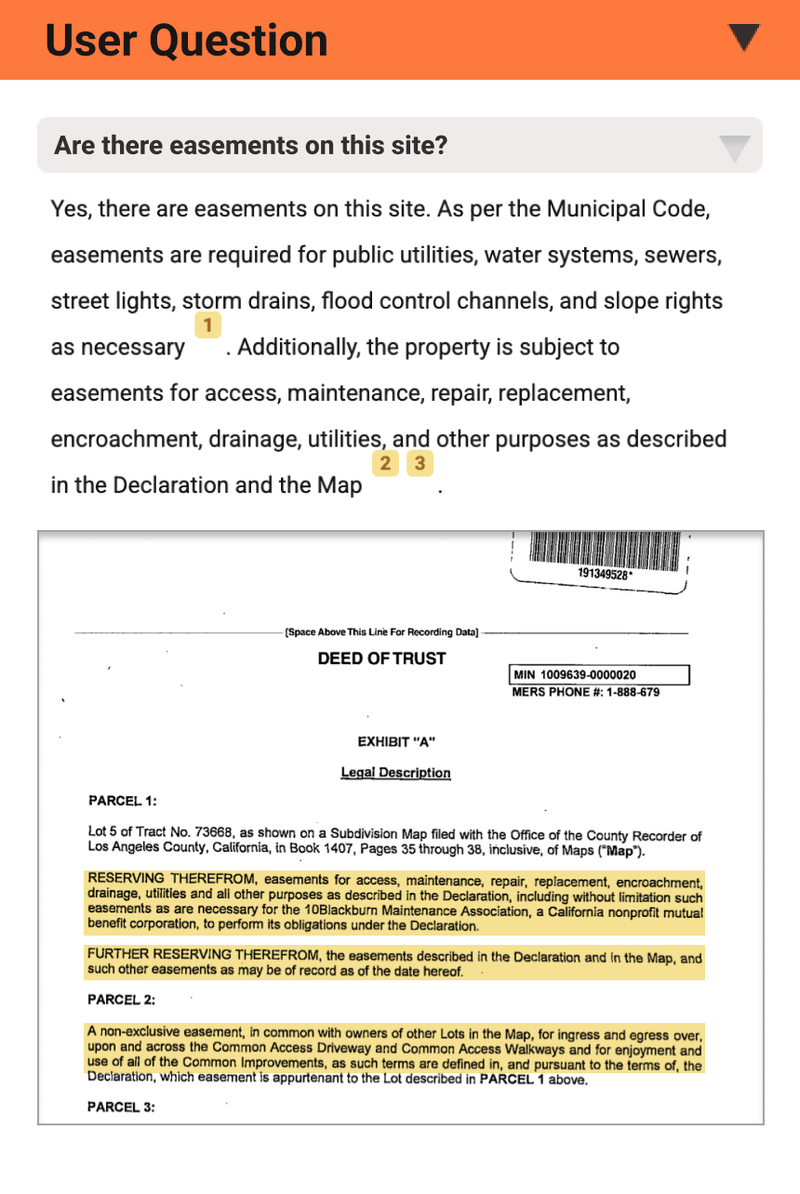 User Question
Are there easements on this site?
Yes, there are easements on this site. As per the Municipal Code,
easements are required for public utilities, water systems, sewers,
street lights, storm drains, flood control channels, and slope rights
as necessary 1 . Additionally, the property is subject to
easements for access, maintenance, repair, replacement,
encroachment, drainage, utilities, and other purposes as described
in the Declaration and the Map 2 3 .
191349528*
[Space Above This Line For Recording Data]
DEED OF TRUST
MIN 1009639-0000020
MERS PHONE #: 1-888-679
EXHIBIT "A"
Legal Description
PARCEL 1:
Lot 5 of Tract No. 73668, as shown on a Subdivision Map filed with the Office of the County Recorder of
Los Angeles County, California, in Book 1407, Pages 35 through 38, inclusive, of Maps ("Map").
RESERVING THEREFROM, easements for access, maintenance, repair, replacement, encroachment,
drainage, utilities and all other purposes as described in the Declaration, including without limitation such
easements as are necessary for the 10Blackburn Maintenance Association, a California nonprofit mutual
benefit corporation, to perform its obligations under the Declaration.
FURTHER RESERVING THEREFROM, the easements described in the Declaration and in the Map, and
such other easements as may be of record as of the date hereof.
PARCEL 2:
A non-exclusive easement, in common with owners of other Lots in the Map, for ingress and egress over,
upon and across the Common Access Driveway and Common Access Walkways and for enjoyment and
use of all of the Common Improvements, as such terms are defined in, and pursuant to the terms of, the
Declaration, which easement is appurtenant to the Lot described in PARCEL 1 above.
PARCEL 3: